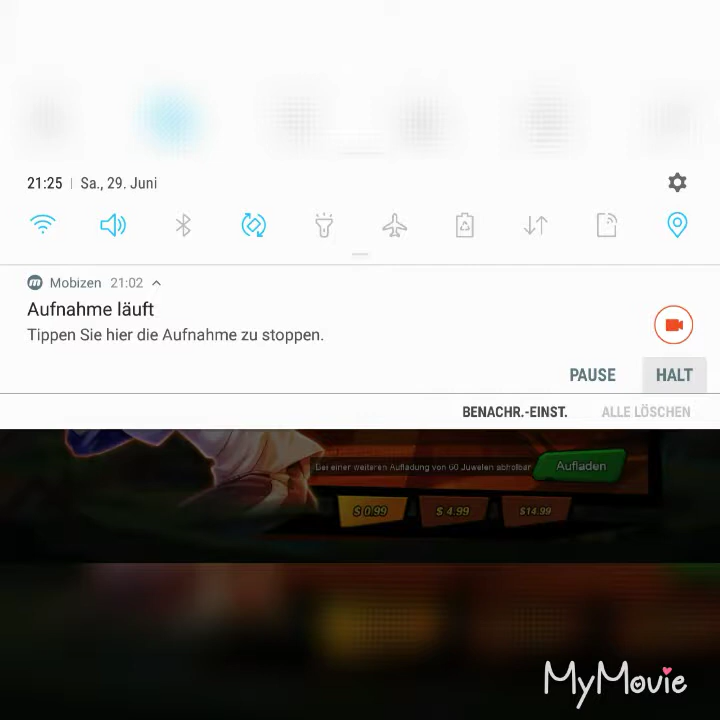 21:25 | Sa., 29. Juni
Mobizen 21:02
Aufnahme läuft
Tippen Sie hier die Aufnahme zu stoppen.
PAUSE HALT
BENACHR.-EINST. ALLE LÖSCHEN
Bei einer weiteren Aufladung von 60 Juwelen abholbar
Aufladen
$ 0.99 $ 4.99 $14.99
MyMovie